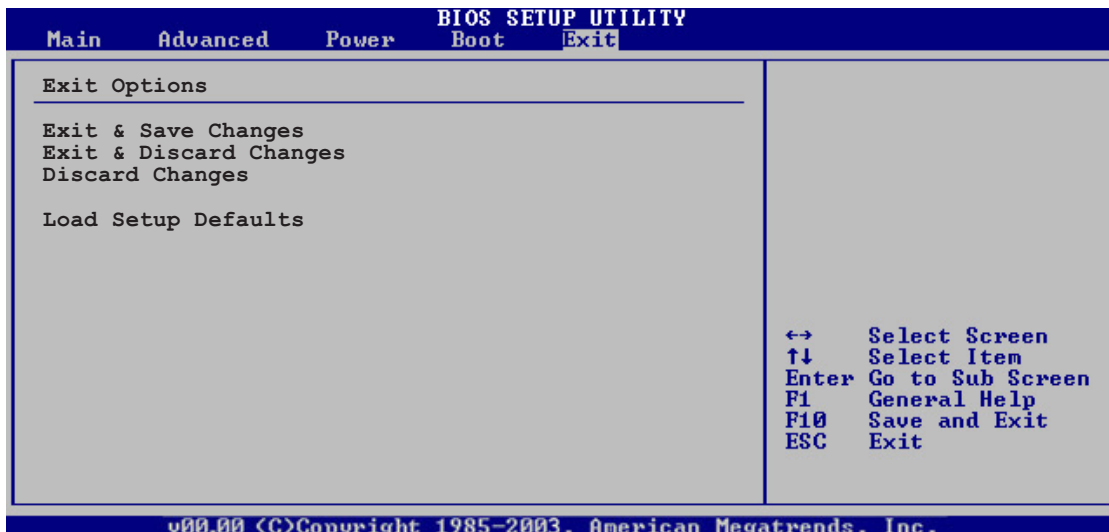 BIOS SETUP UTILITY
Main Advanced Power Boot Exit
Exit Options
Exit & Save Changes
Exit & Discard Changes
Discard Changes
Load Setup Defaults
←→ Select Screen
↑↓ Select Item
Enter Go to Sub Screen
F1 General Help
F10 Save and Exit
ESC Exit
v00.00 (C)Copyright 1985-2003, American Megatrends, Inc.